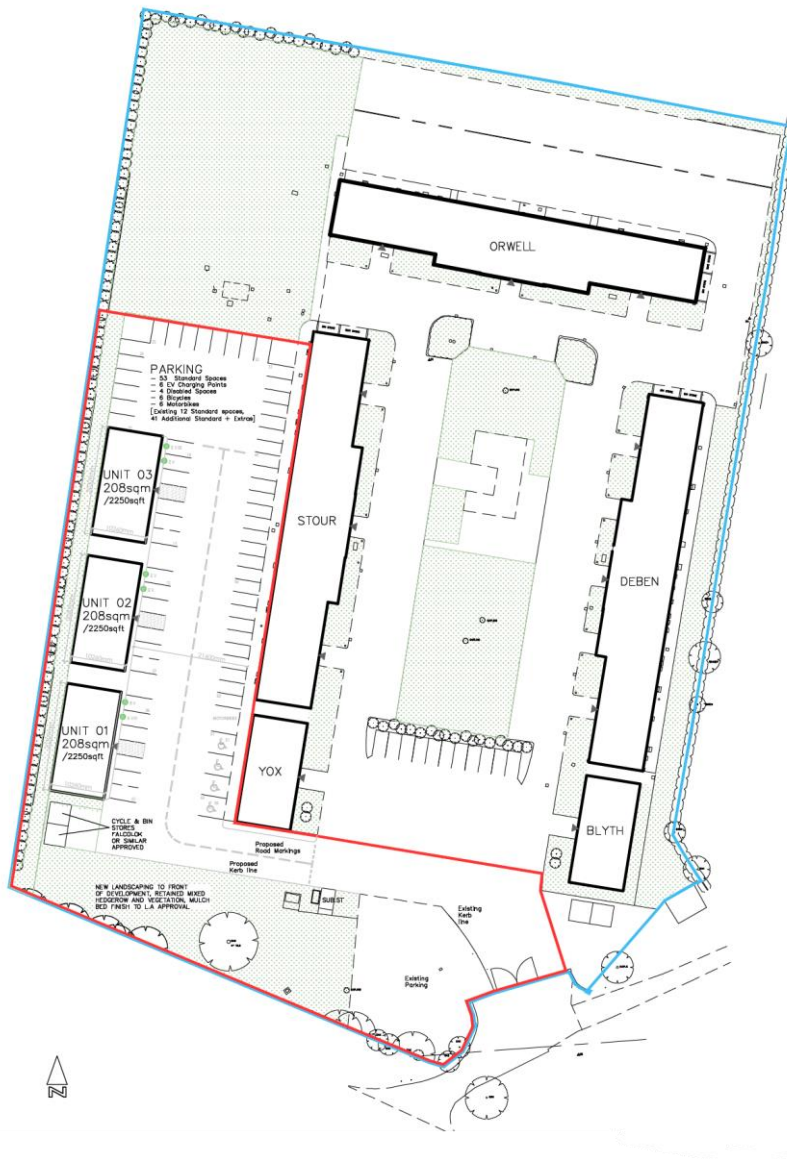 ORWELL
PARKING
– 53 Standard Spaces
– 6 EV Charging Points
– 4 Disabled Spaces
– 6 Bicycles
– 6 Motorbikes
[Existing 12 Standard spaces,
41 Additional Standard + Extras]
UNIT 03
208sqm
/2250sqft
STOUR
DEBEN
UNIT 02
208sqm
/2250sqft
UNIT 01
208sqm
/2250sqft
YOX
BLYTH
CYCLE & BIN
STORES
FALCOLOK
OR SIMILAR
APPROVED
Proposed
Road Markings
Proposed
Kerb line
NEW LANDSCAPING TO FRONT
OF DEVELOPMENT, RETAINED MIXED
HEDGEROW AND VEGETATION, MULCH
BED FINISH TO L.A APPROVAL
SUB.ST
Existing
Kerb
line
Existing
Parking
N